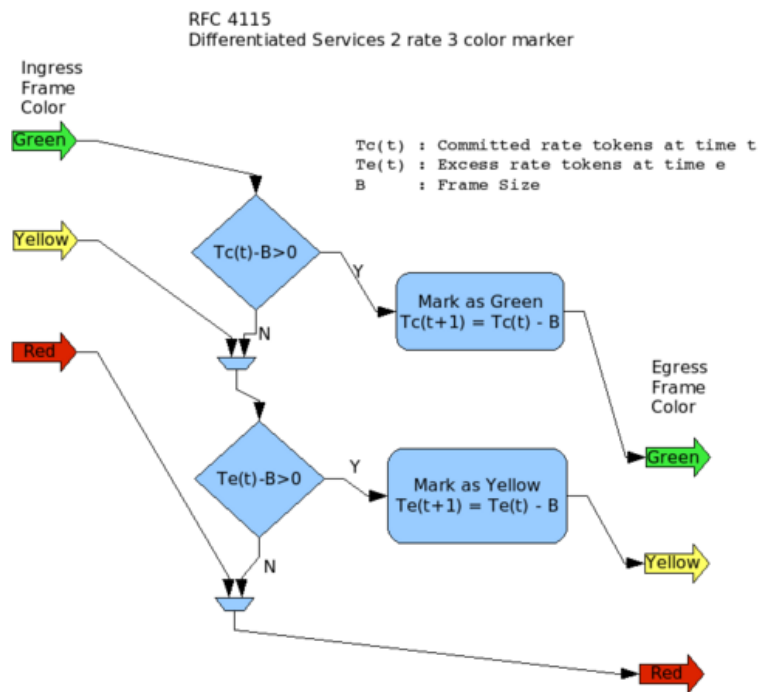 RFC 4115
Differentiated Services 2 rate 3 color marker
Ingress
Frame
Color
Green
Tc(t) : Committed rate tokens at time t
Te(t) : Excess rate tokens at time e
B : Frame Size
Yellow
Tc(t)-B>0
Y
Mark as Green
Tc(t+1) = Tc(t) - B
N
Red
Egress
Frame
Color
Green
Te(t)-B>0
Y
Mark as Yellow
Te(t+1) = Te(t) - B
N
Yellow
Red